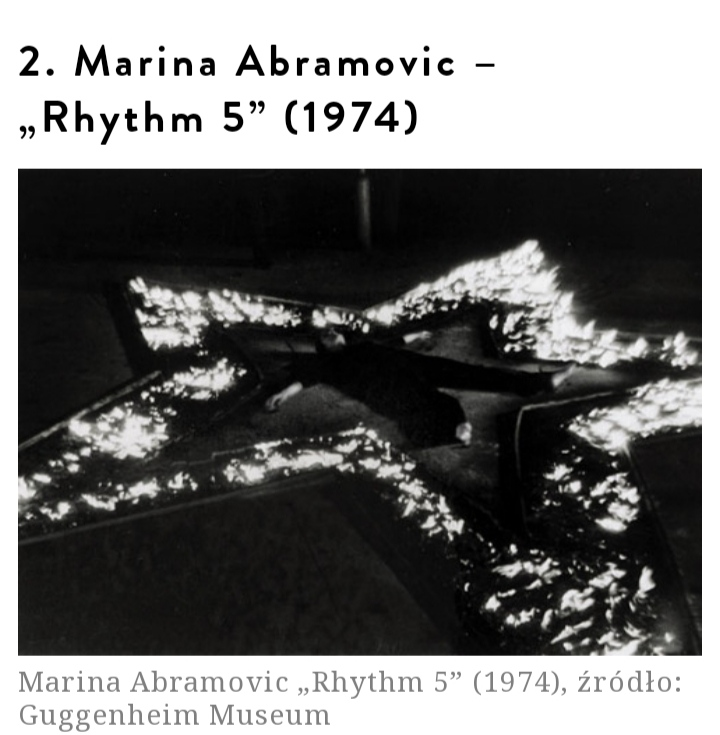 2. Marina Abramovic –
„Rhythm 5” (1974)
Marina Abramovic „Rhythm 5” (1974), źródło:
Guggenheim Museum